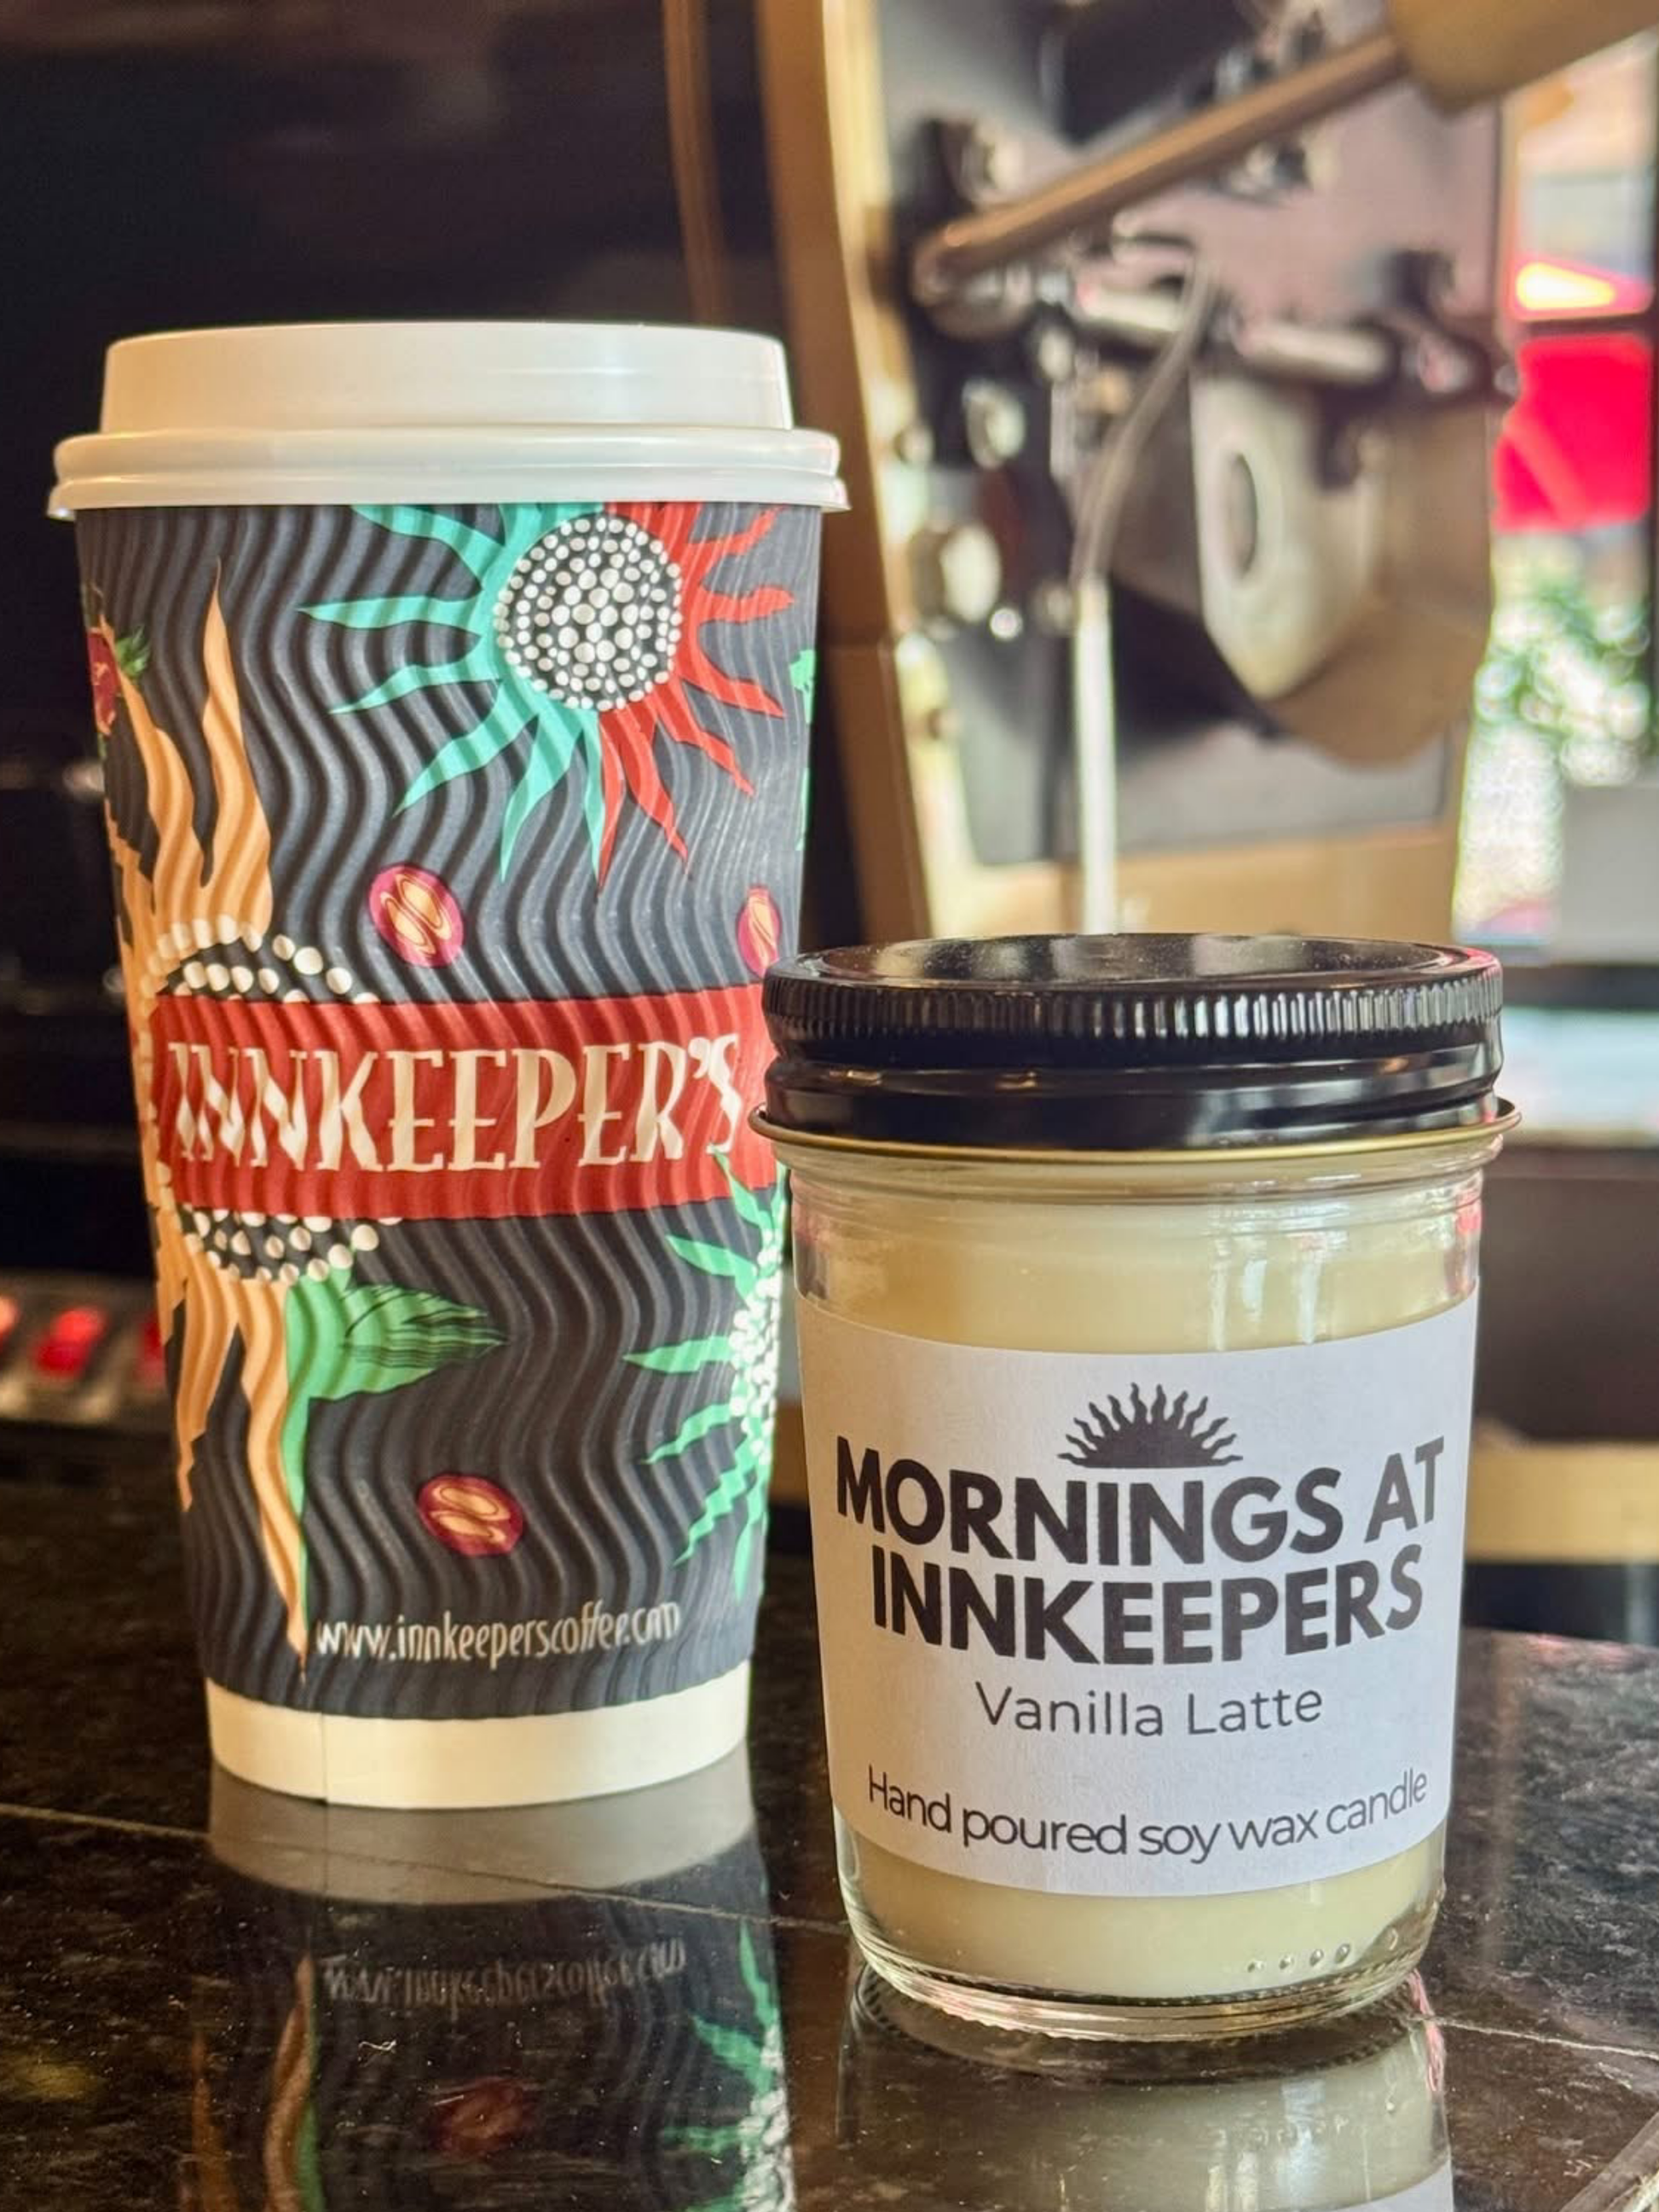 INNKEEPER'S
www.innkeeperscoffee.com
MORNINGS AT
INNKEEPERS
Vanilla Latte
Hand poured soy wax candle